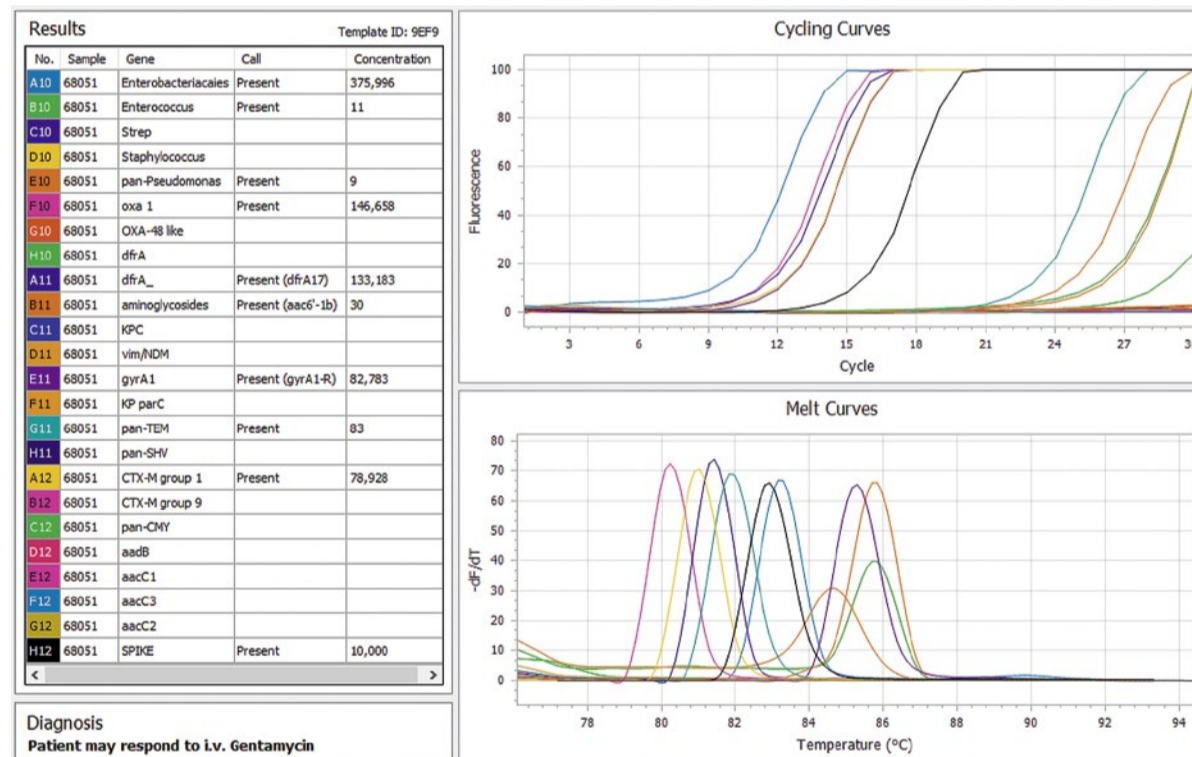 Results Template ID: 9EF9
No. Sample Gene Call Concentration
A10 68051 Enterobacteriacaies Present 375,996
B10 68051 Enterococcus Present 11
C10 68051 Strep
D10 68051 Staphylococcus
E10 68051 pan-Pseudomonas Present 9
F10 68051 oxa 1 Present 146,658
G10 68051 OXA-48 like
H10 68051 dfrA
A11 68051 dfrA_ Present (dfrA17) 133,183
B11 68051 aminoglycosides Present (aac6'-1b) 30
C11 68051 KPC
D11 68051 vim/NDM
E11 68051 gyrA1 Present (gyrA1-R) 82,783
F11 68051 KP parC
G11 68051 pan-TEM Present 83
H11 68051 pan-SHV
A12 68051 CTX-M group 1 Present 78,928
B12 68051 CTX-M group 9
C12 68051 pan-CMY
D12 68051 aadB
E12 68051 aacC1
F12 68051 aacC3
G12 68051 aacC2
H12 68051 SPIKE Present 10,000
Diagnosis
Patient may respond to i.v. Gentamycin
Cycling Curves
Fluorescence
100
80
60
40
20
0
3 6 9 12 15 18 21 24 27
Cycle
Melt Curves
-dF/dT
80
70
60
50
40
30
20
10
0
78 80 82 84 86 88 90 92 94
Temperature (ºC)